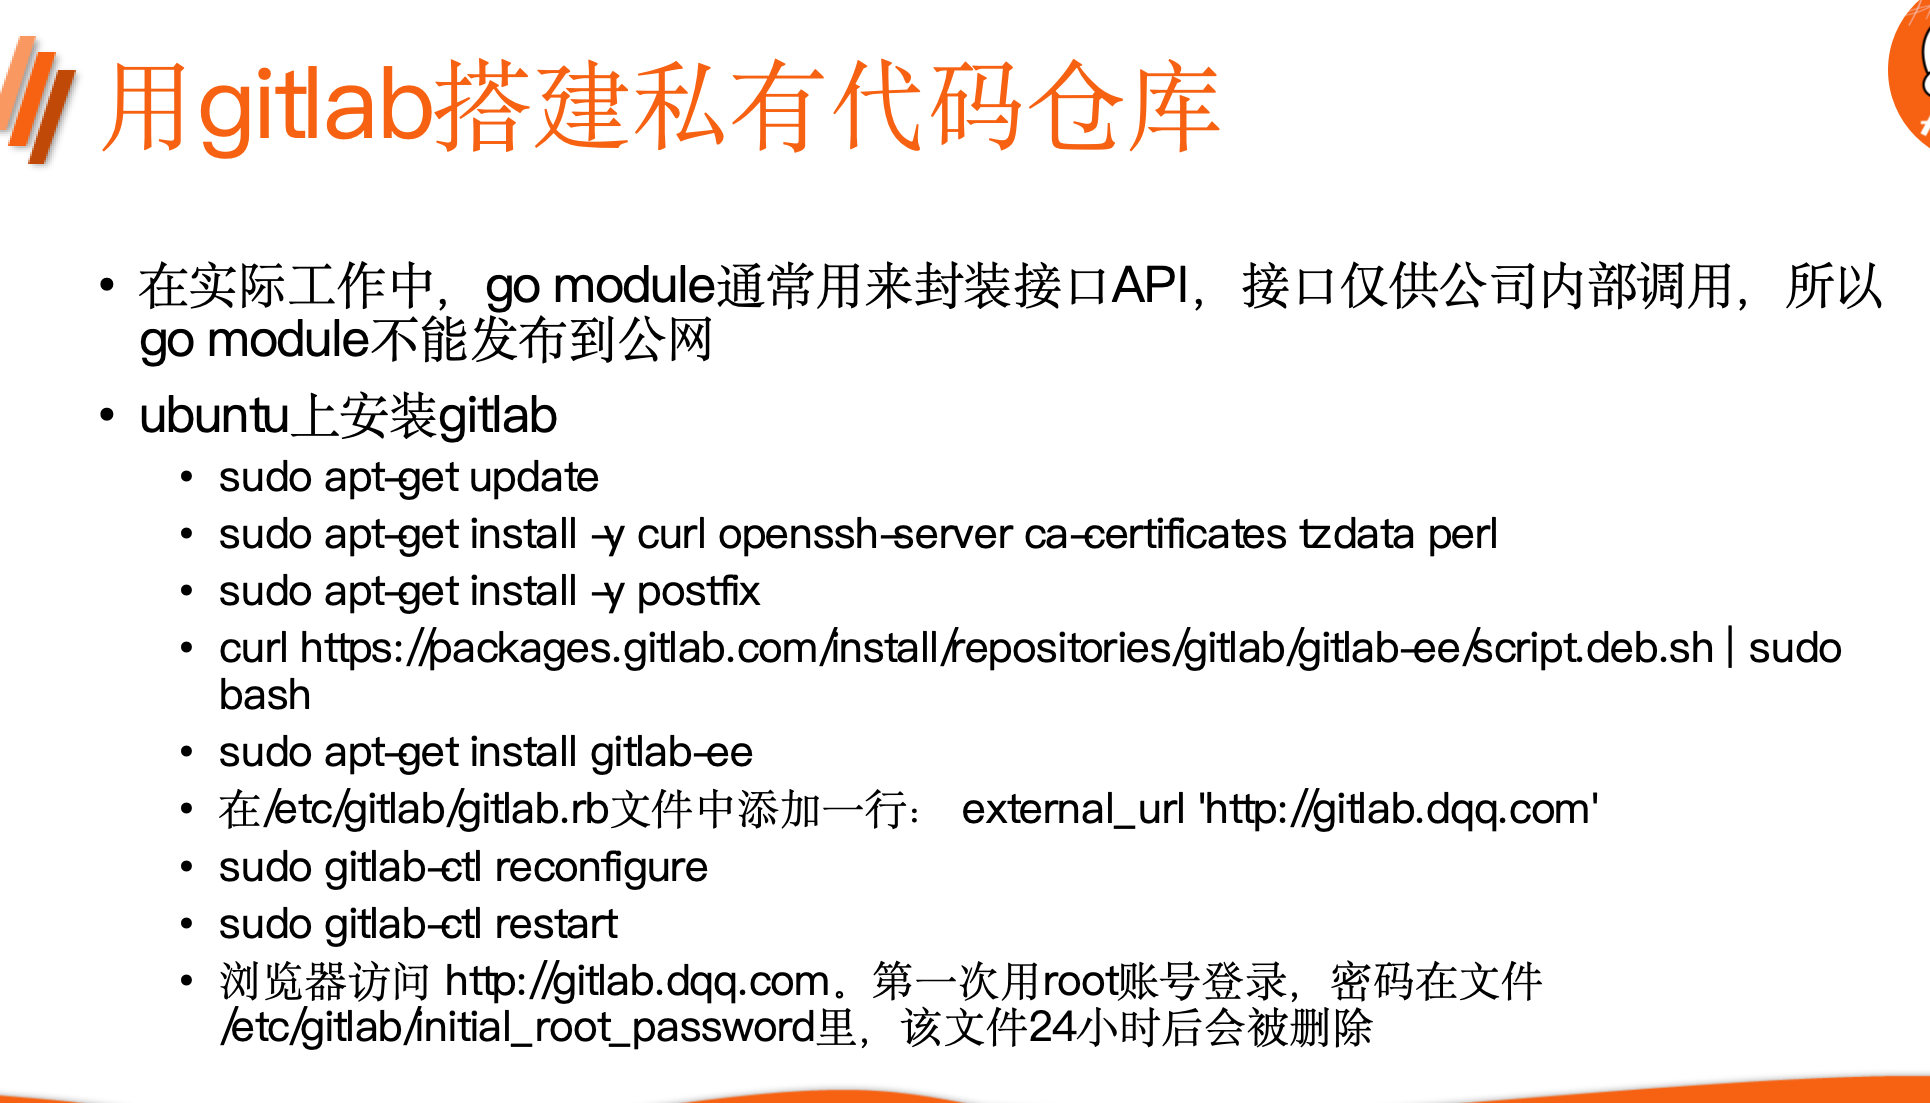 用gitlab搭建私有代码仓库
• 在实际工作中，go module通常用来封装接口API，接口仅供公司内部调用，所以
go module不能发布到公网
• ubuntu上安装gitlab
• sudo apt-get update
• sudo apt-get install -y curl openssh-server ca-certificates tzdata perl
• sudo apt-get install -y postfix
• curl https://packages.gitlab.com/install/repositories/gitlab/gitlab-ee/script.deb.sh | sudo
bash
• sudo apt-get install gitlab-ee
• 在/etc/gitlab/gitlab.rb文件中添加一行： external_url 'http://gitlab.dqq.com'
• sudo gitlab-ctl reconfigure
• sudo gitlab-ctl restart
• 浏览器访问 http://gitlab.dqq.com。第一次用root账号登录，密码在文件
/etc/gitlab/initial_root_password里，该文件24小时后会被删除